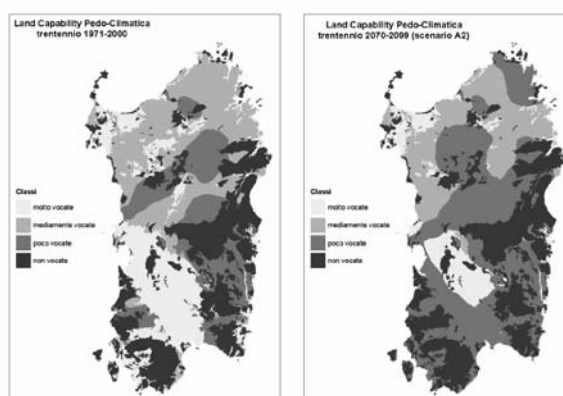 Land Capability Pedo-Climatica
trentennio 1971-2000
Classi
molto vocate
mediamente vocate
poco vocate
non vocate
Land Capability Pedo-Climatica
trentennio 2070-2099 (scenario A2)
Classi
molto vocate
mediamente vocate
poco vocate
non vocate